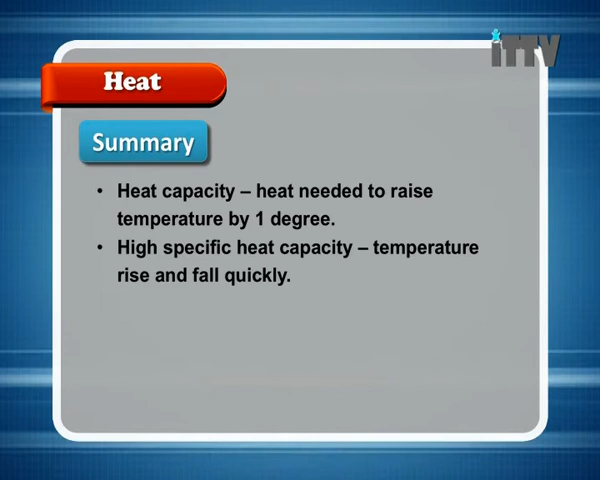 iTTV
Heat
Summary
• Heat capacity – heat needed to raise
temperature by 1 degree.
• High specific heat capacity – temperature
rise and fall quickly.